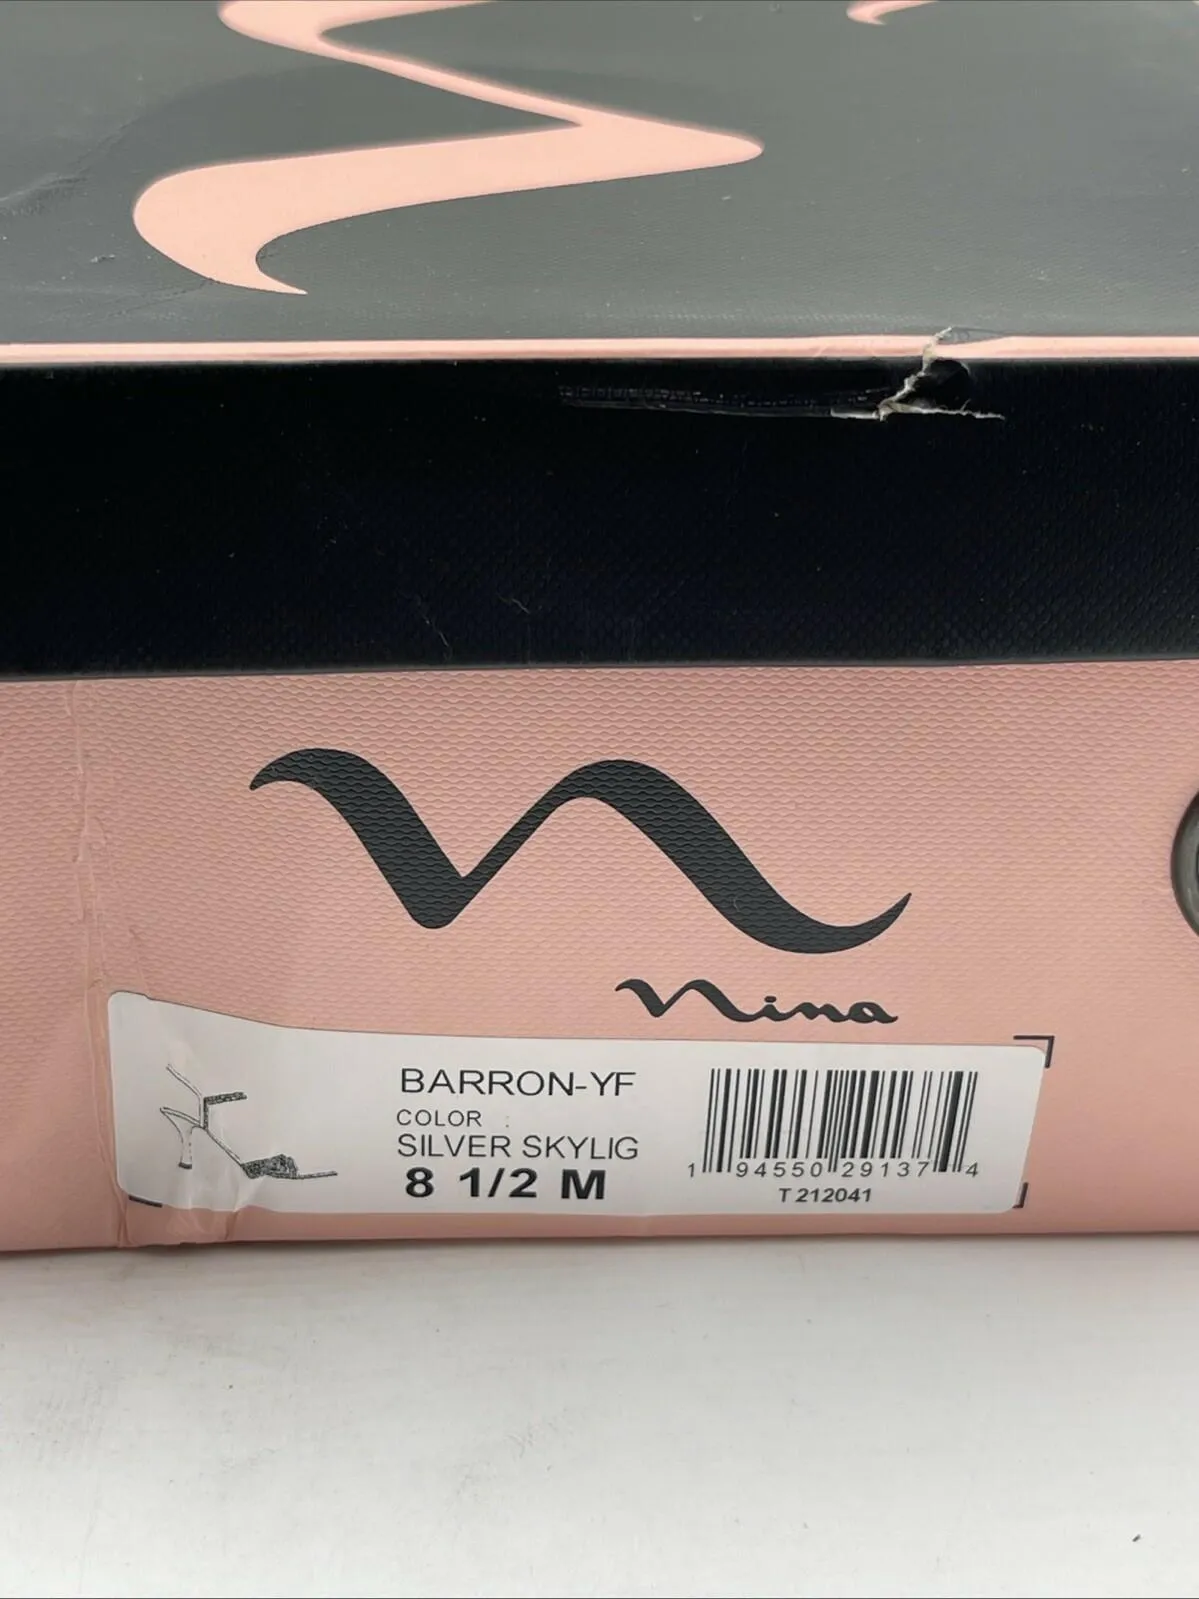 nina
BARRON-YF
COLOR :
SILVER SKYLIG
8 1/2 M
1 94550 29137 4
T 212041